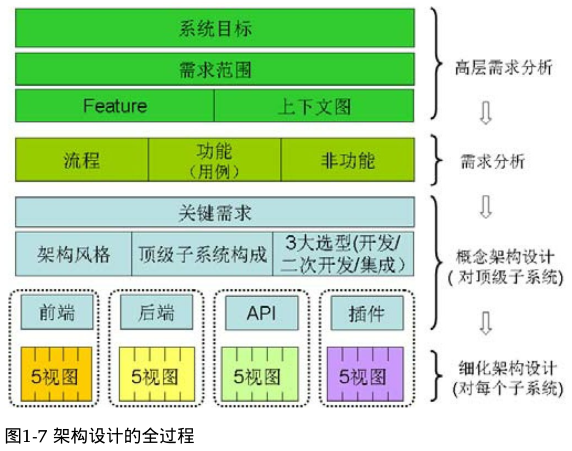 系统目标
需求范围
Feature
上下文图
高层需求分析
流程
功能
（用例）
非功能
需求分析
关键需求
架构风格
顶级子系统构成
3大选型(开发/
二次开发/集成）
概念架构设计
（对顶级子系统)
前端
后端
API
插件
5视图
5视图
5视图
5视图
细化架构设计
(对每个子系统)
图1-7 架构设计的全过程